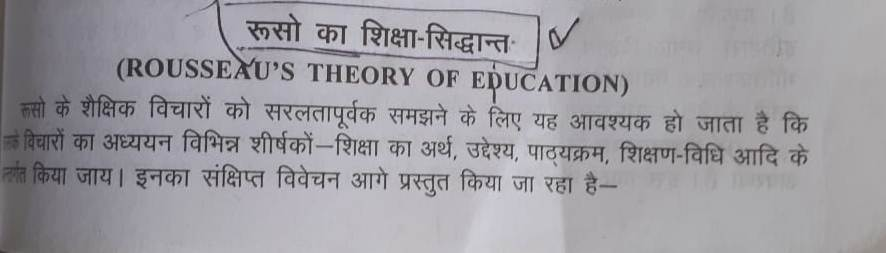 रूसो का शिक्षा-सिद्धान्त
(ROUSSEAU'S THEORY OF EDUCATION)
रूसो के शैक्षिक विचारों को सरलतापूर्वक समझने के लिए यह आवश्यक हो जाता है कि
विचारों का अध्ययन विभिन्न शीर्षकों—शिक्षा का अर्थ, उद्देश्य, पाठ्यक्रम, शिक्षण-विधि आदि के
किया जाय। इनका संक्षिप्त विवेचन आगे प्रस्तुत किया जा रहा है—